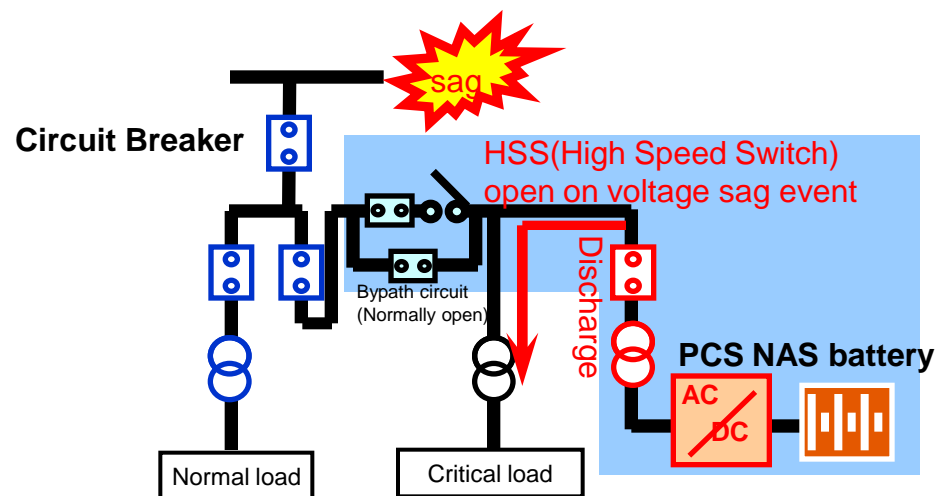 sag
Circuit Breaker
HSS(High Speed Switch)
open on voltage sag event
Discharge
Bypath circuit
(Normally open)
PCS NAS battery
AC
DC
Normal load
Critical load